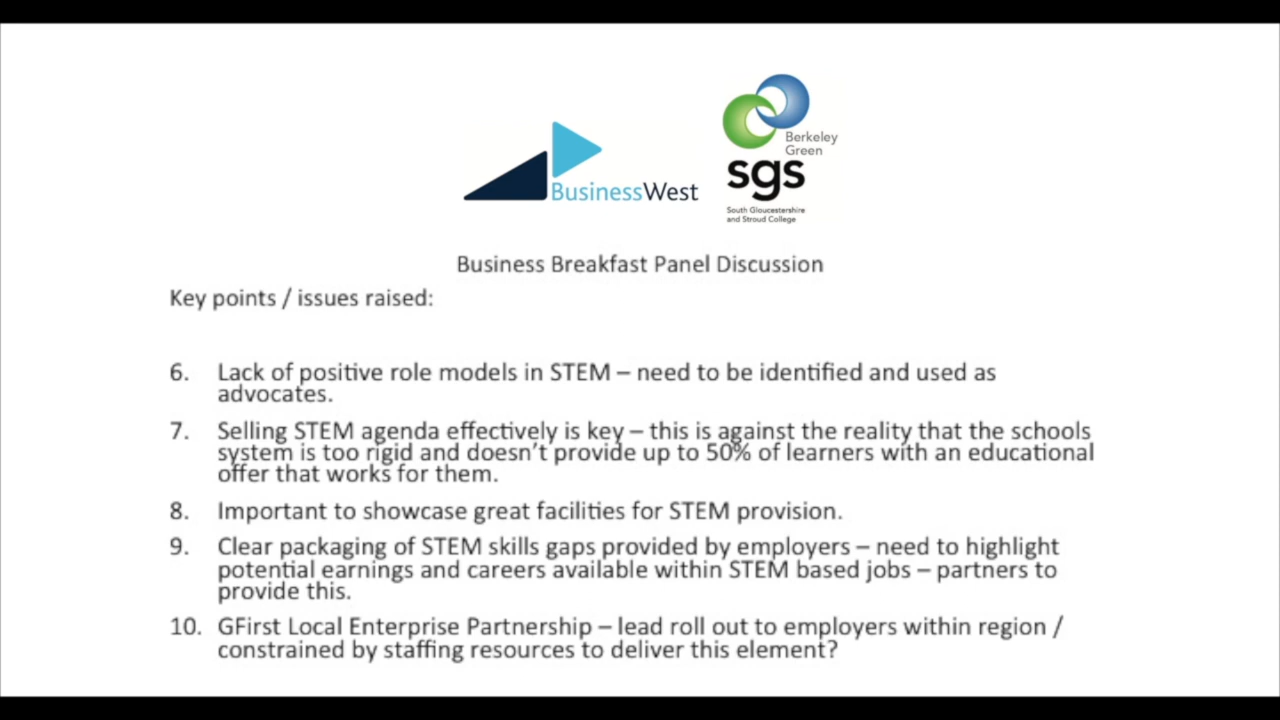 Berkeley
Green
BusinessWest
sgs
South Gloucestershire
and Stroud College
Business Breakfast Panel Discussion
Key points / issues raised:
6. Lack of positive role models in STEM – need to be identified and used as
advocates.
7. Selling STEM agenda effectively is key – this is against the reality that the schools
system is too rigid and doesn't provide up to 50% of learners with an educational
offer that works for them.
8. Important to showcase great facilities for STEM provision.
9. Clear packaging of STEM skills gaps provided by employers – need to highlight
potential earnings and careers available within STEM based jobs – partners to
provide this.
10. GFirst Local Enterprise Partnership – lead roll out to employers within region /
constrained by staffing resources to deliver this element?